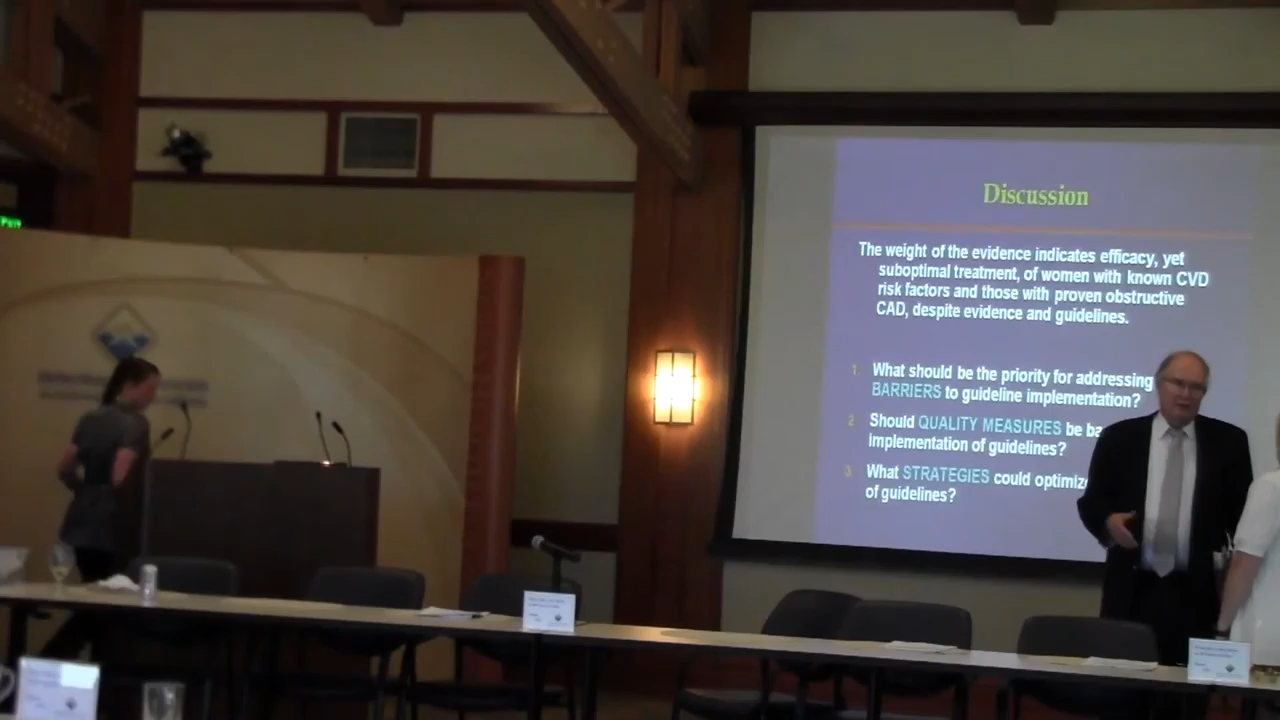 Discussion
The weight of the evidence indicates efficacy, yet
suboptimal treatment, of women with known CVD
risk factors and those with proven obstructive
CAD, despite evidence and guidelines.
1. What should be the priority for addressing
BARRIERS to guideline implementation?
2. Should QUALITY MEASURES be
implementation of guidelines?
3. What STRATEGIES could
of guidelines?